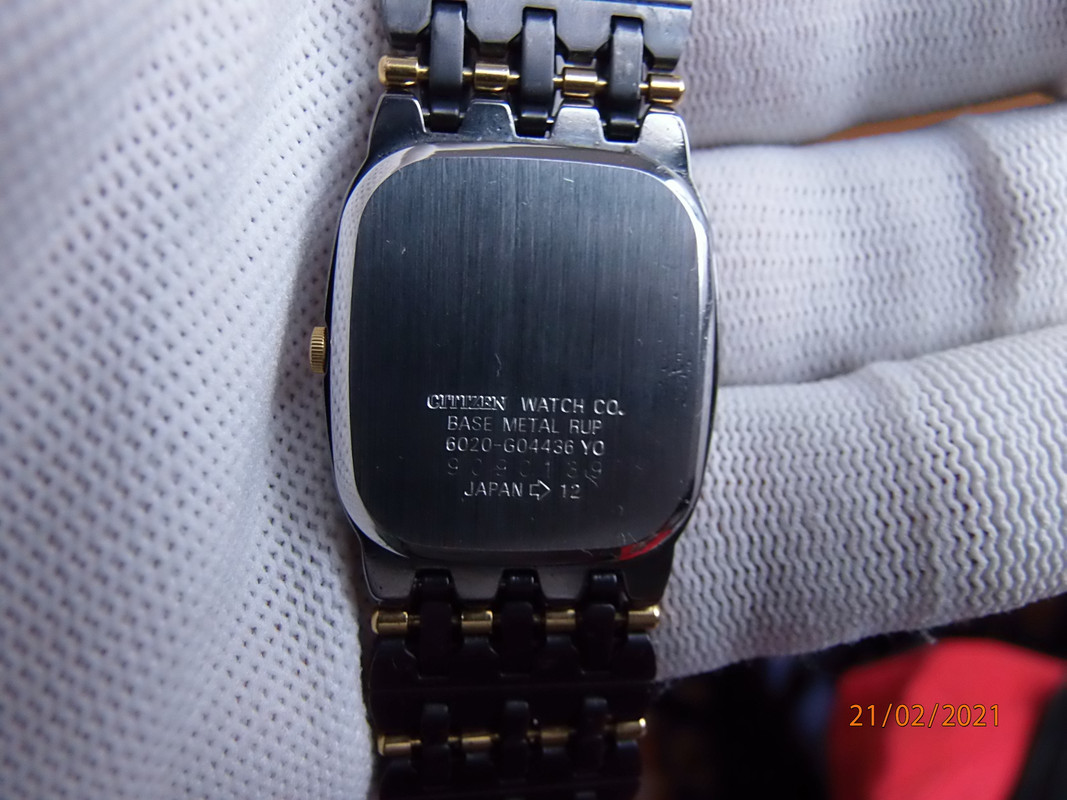 CITIZEN WATCH CO.
BASE METAL RUP
6020-G04436 YO
9090189
JAPAN ⇨ 12
21/02/2021